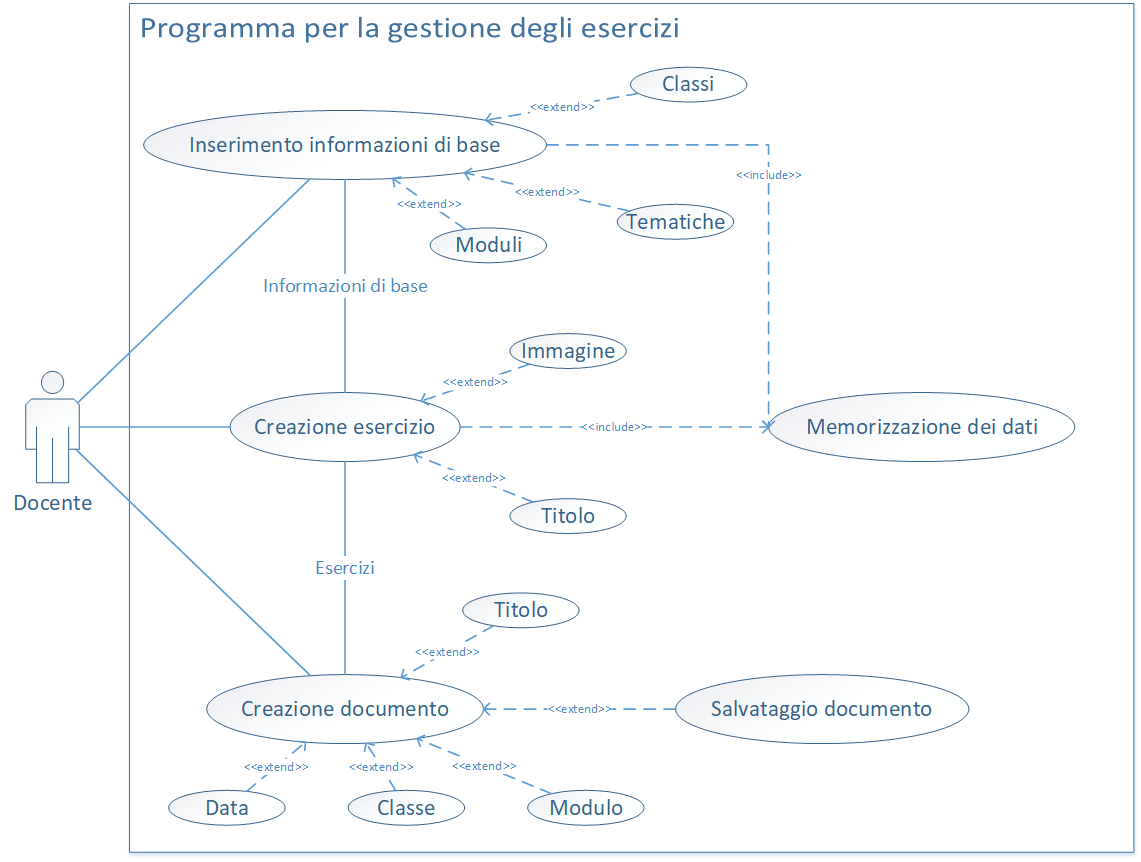 Programma per la gestione degli esercizi
Classi
<<extend>>
Inserimento informazioni di base
<<include>>
<<extend>>
<<extend>>
Tematiche
Moduli
Informazioni di base
Immagine
<<extend>>
Creazione esercizio
<<include>>
Memorizzazione dei dati
<<extend>>
Docente
Titolo
Esercizi
Titolo
<<extend>>
Creazione documento
<<extend>>
Salvataggio documento
<<extend>>
<<extend>>
<<extend>>
Data
Classe
Modulo